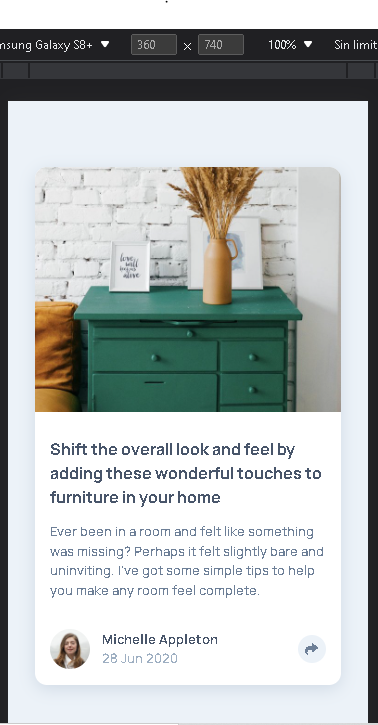 msung Galaxy S8+ ▼ 360 × 740 100% ▼ Sin limit
love
will
begin
alive
Shift the overall look and feel by
adding these wonderful touches to
furniture in your home
Ever been in a room and felt like something
was missing? Perhaps it felt slightly bare and
uninviting. I've got some simple tips to help
you make any room feel complete.
Michelle Appleton
28 Jun 2020